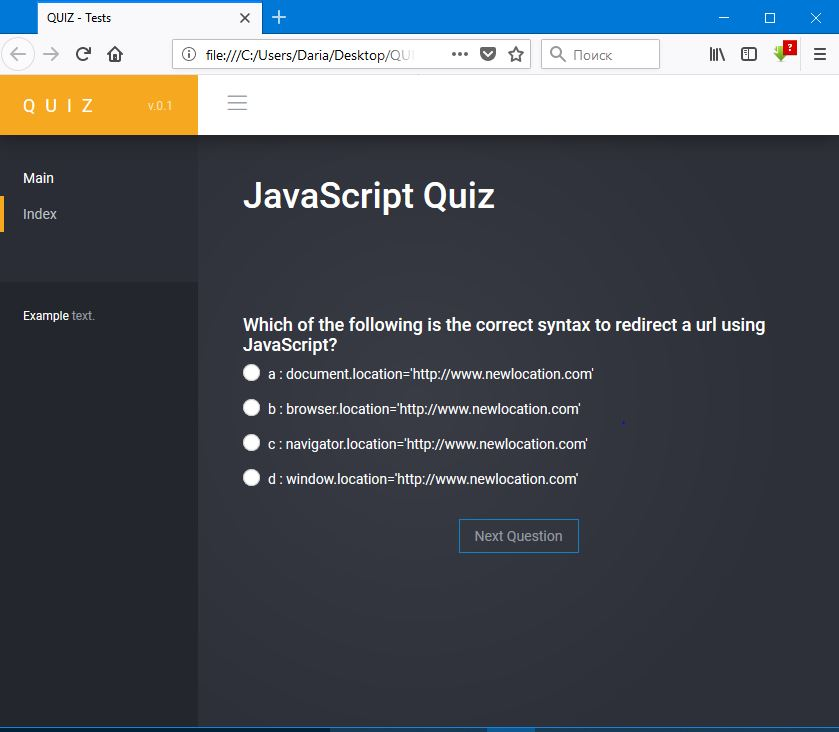 QUIZ - Tests
file:///C:/Users/Daria/Desktop/QU
Поиск
?
QUIZ v.0.1
Main
Index
Example text.
JavaScript Quiz
Which of the following is the correct syntax to redirect a url using
JavaScript?
a : document.location='http://www.newlocation.com'
b : browser.location='http://www.newlocation.com'
c : navigator.location='http://www.newlocation.com'
d : window.location='http://www.newlocation.com'
Next Question